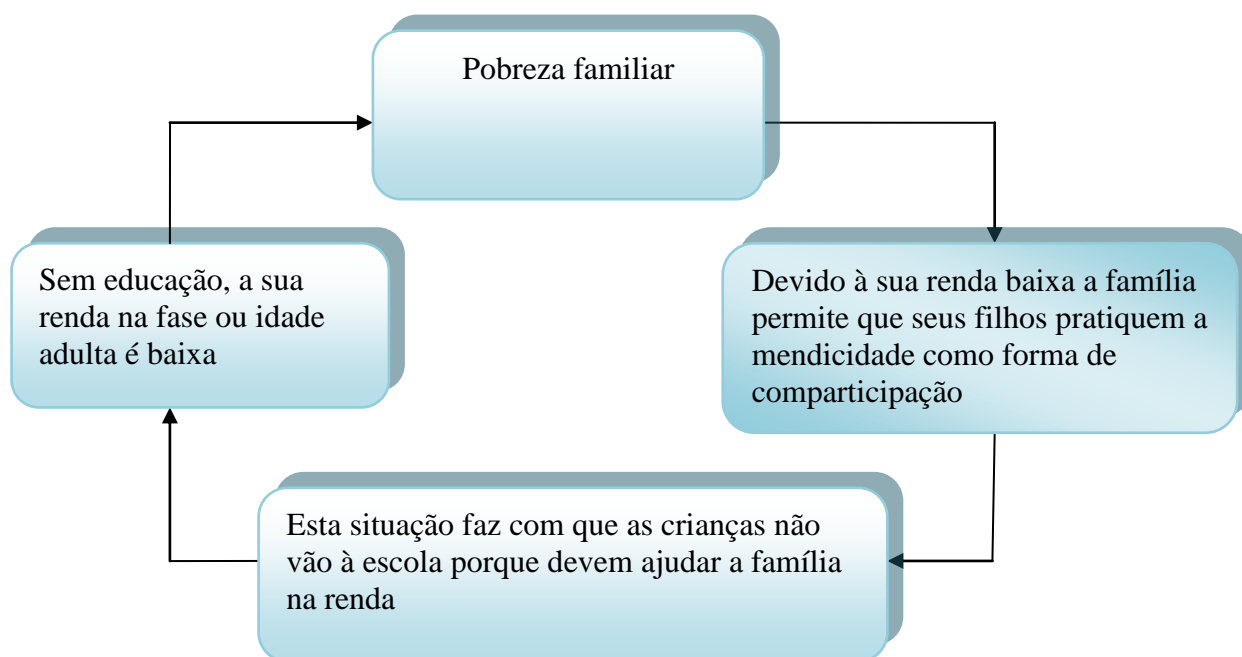 Pobreza familiar
Devido à sua renda baixa a família
permite que seus filhos pratiquem a
mendicidade como forma de
comparticipação
Esta situação faz com que as crianças não
vão à escola porque devem ajudar a família
na renda
Sem educação, a sua
renda na fase ou idade
adulta é baixa